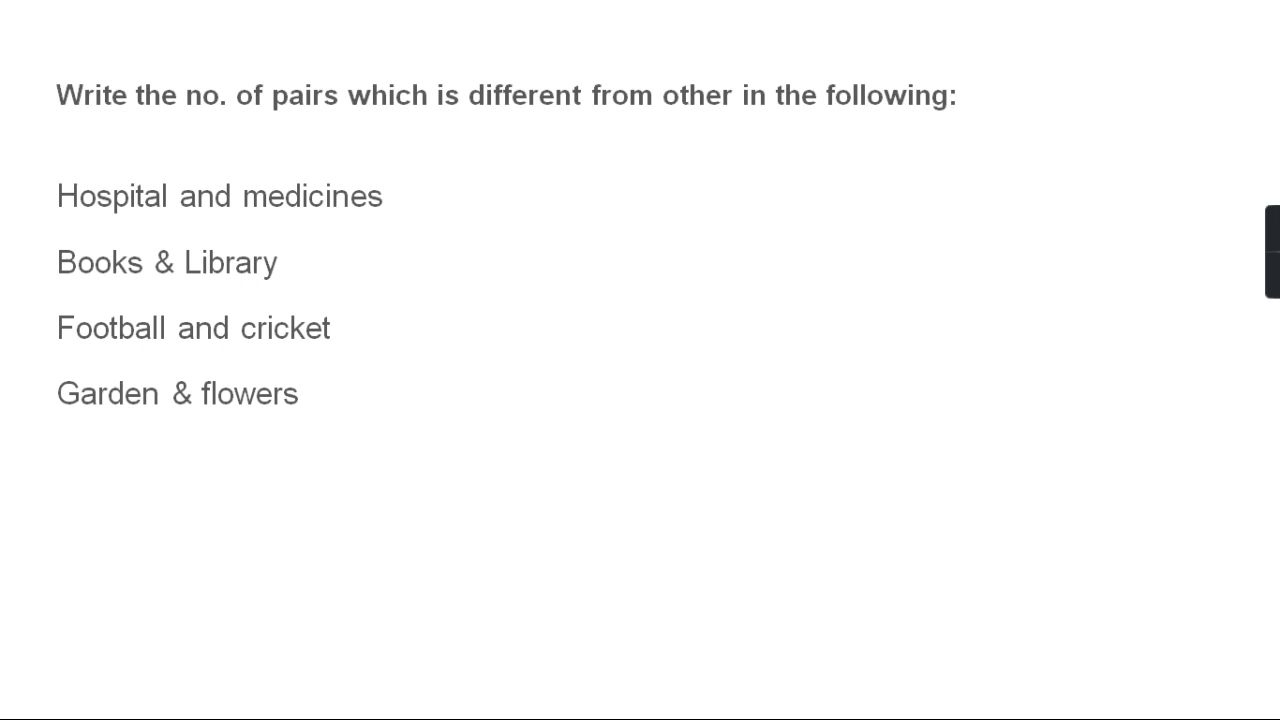 Write the no. of pairs which is different from other in the following:
Hospital and medicines
Books & Library
Football and cricket
Garden & flowers